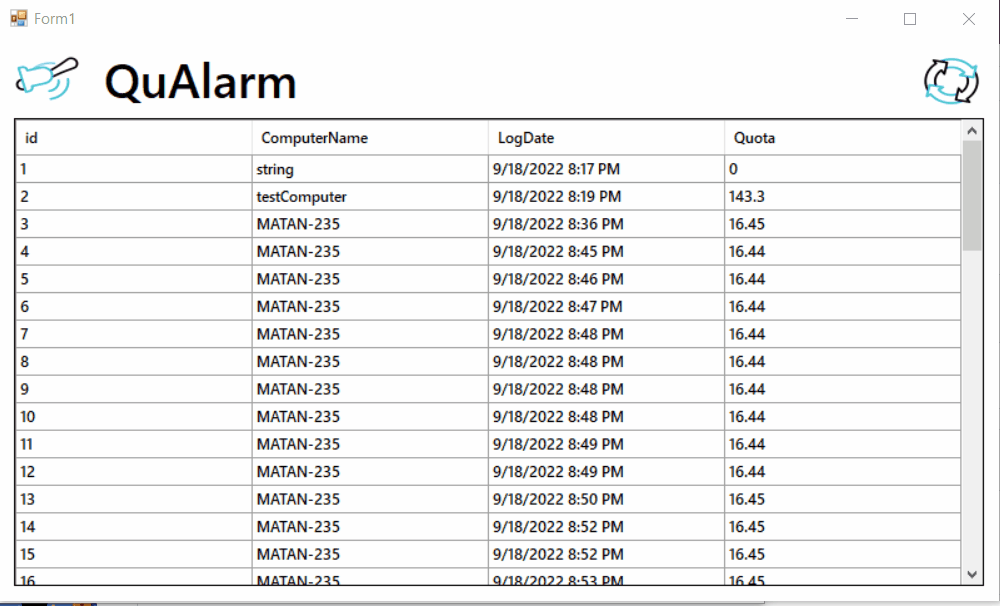 Form1
QuAlarm
id ComputerName LogDate Quota
1 string 9/18/2022 8:17 PM 0
2 testComputer 9/18/2022 8:19 PM 143.3
3 MATAN-235 9/18/2022 8:36 PM 16.45
4 MATAN-235 9/18/2022 8:45 PM 16.44
5 MATAN-235 9/18/2022 8:46 PM 16.44
6 MATAN-235 9/18/2022 8:47 PM 16.44
7 MATAN-235 9/18/2022 8:48 PM 16.44
8 MATAN-235 9/18/2022 8:48 PM 16.44
9 MATAN-235 9/18/2022 8:48 PM 16.44
10 MATAN-235 9/18/2022 8:48 PM 16.44
11 MATAN-235 9/18/2022 8:49 PM 16.44
12 MATAN-235 9/18/2022 8:49 PM 16.44
13 MATAN-235 9/18/2022 8:50 PM 16.45
14 MATAN-235 9/18/2022 8:52 PM 16.45
15 MATAN-235 9/18/2022 8:52 PM 16.45
16 MATAN-235 9/18/2022 8:53 PM 16.45